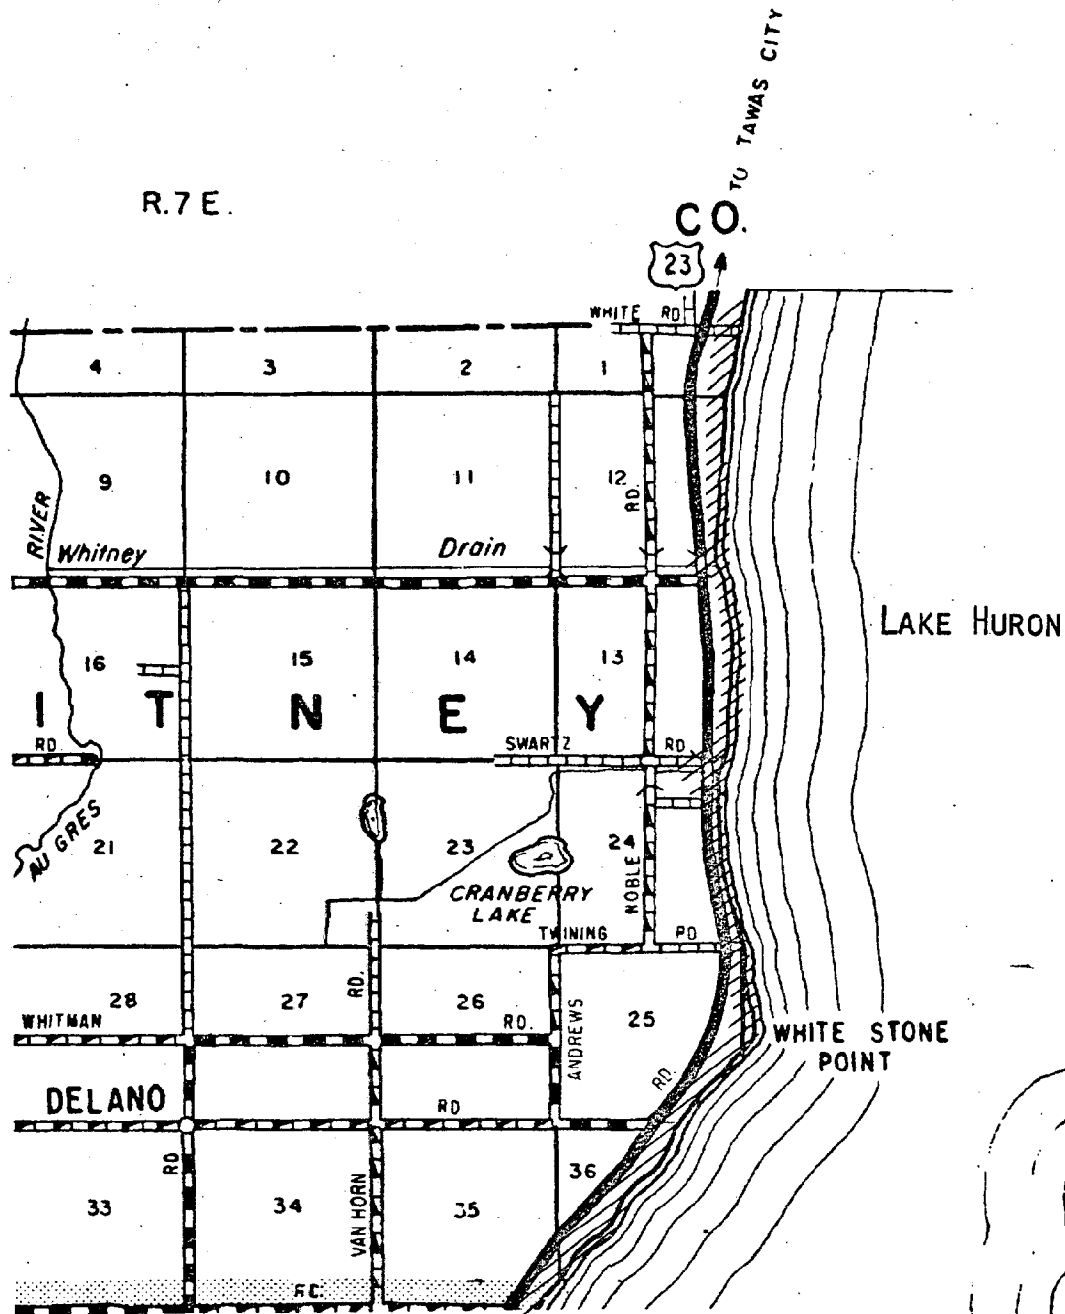 TO TAWAS CITY
R.7 E.
CO.
23
WHITE RD
4 3 2 1
9 10 11 12
RD.
RIVER
Whitney Drain
LAKE HURON
16 15 14 13
I T N E Y
RD. SWARTZ RD.
AU GRES
21 22 23 24
NOBLE
CRANBERRY
LAKE
TWINING RD
28 27 RD. 26 25
WHITMAN RD.
ANDREWS
WHITE STONE
POINT
RD.
DELANO RD
RD
36
33 34 35
VAN HORN